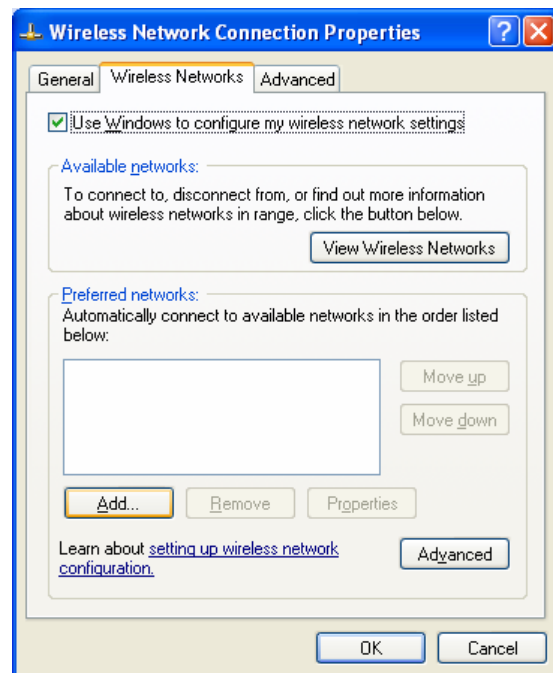 Wireless Network Connection Properties
General
Wireless Networks
Advanced
Use Windows to configure my wireless network settings
Available networks:
To connect to, disconnect from, or find out more information
about wireless networks in range, click the button below.
View Wireless Networks
Preferred networks:
Automatically connect to available networks in the order listed
below:
Move up
Move down
Add...
Remove
Properties
Learn about setting up wireless network
configuration.
Advanced
OK
Cancel